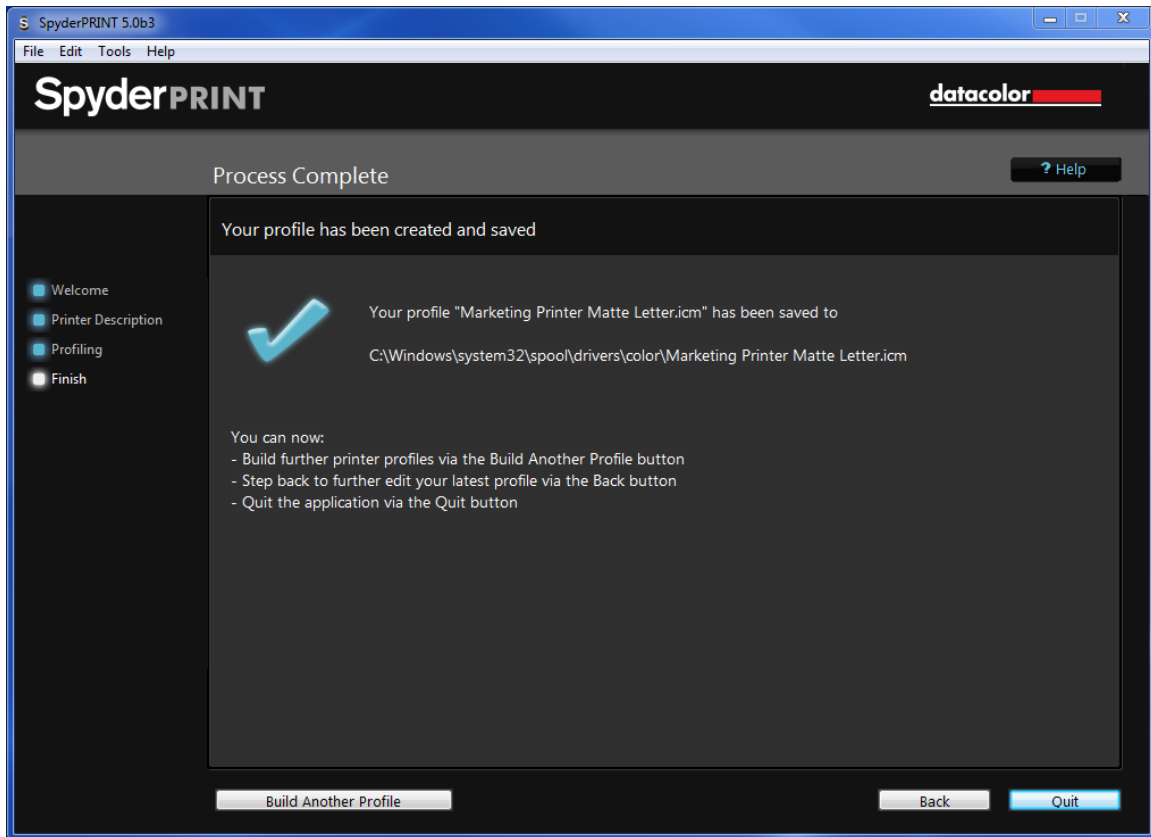 SpyderPRINT 5.0b3
File Edit Tools Help
SpyderPRINT
datacolor
Process Complete
? Help
Your profile has been created and saved
Welcome
Printer Description
Profiling
Finish
Your profile "Marketing Printer Matte Letter.icm" has been saved to
C:\Windows\system32\spool\drivers\color\Marketing Printer Matte Letter.icm
You can now:
- Build further printer profiles via the Build Another Profile button
- Step back to further edit your latest profile via the Back button
- Quit the application via the Quit button
Build Another Profile
Back
Quit